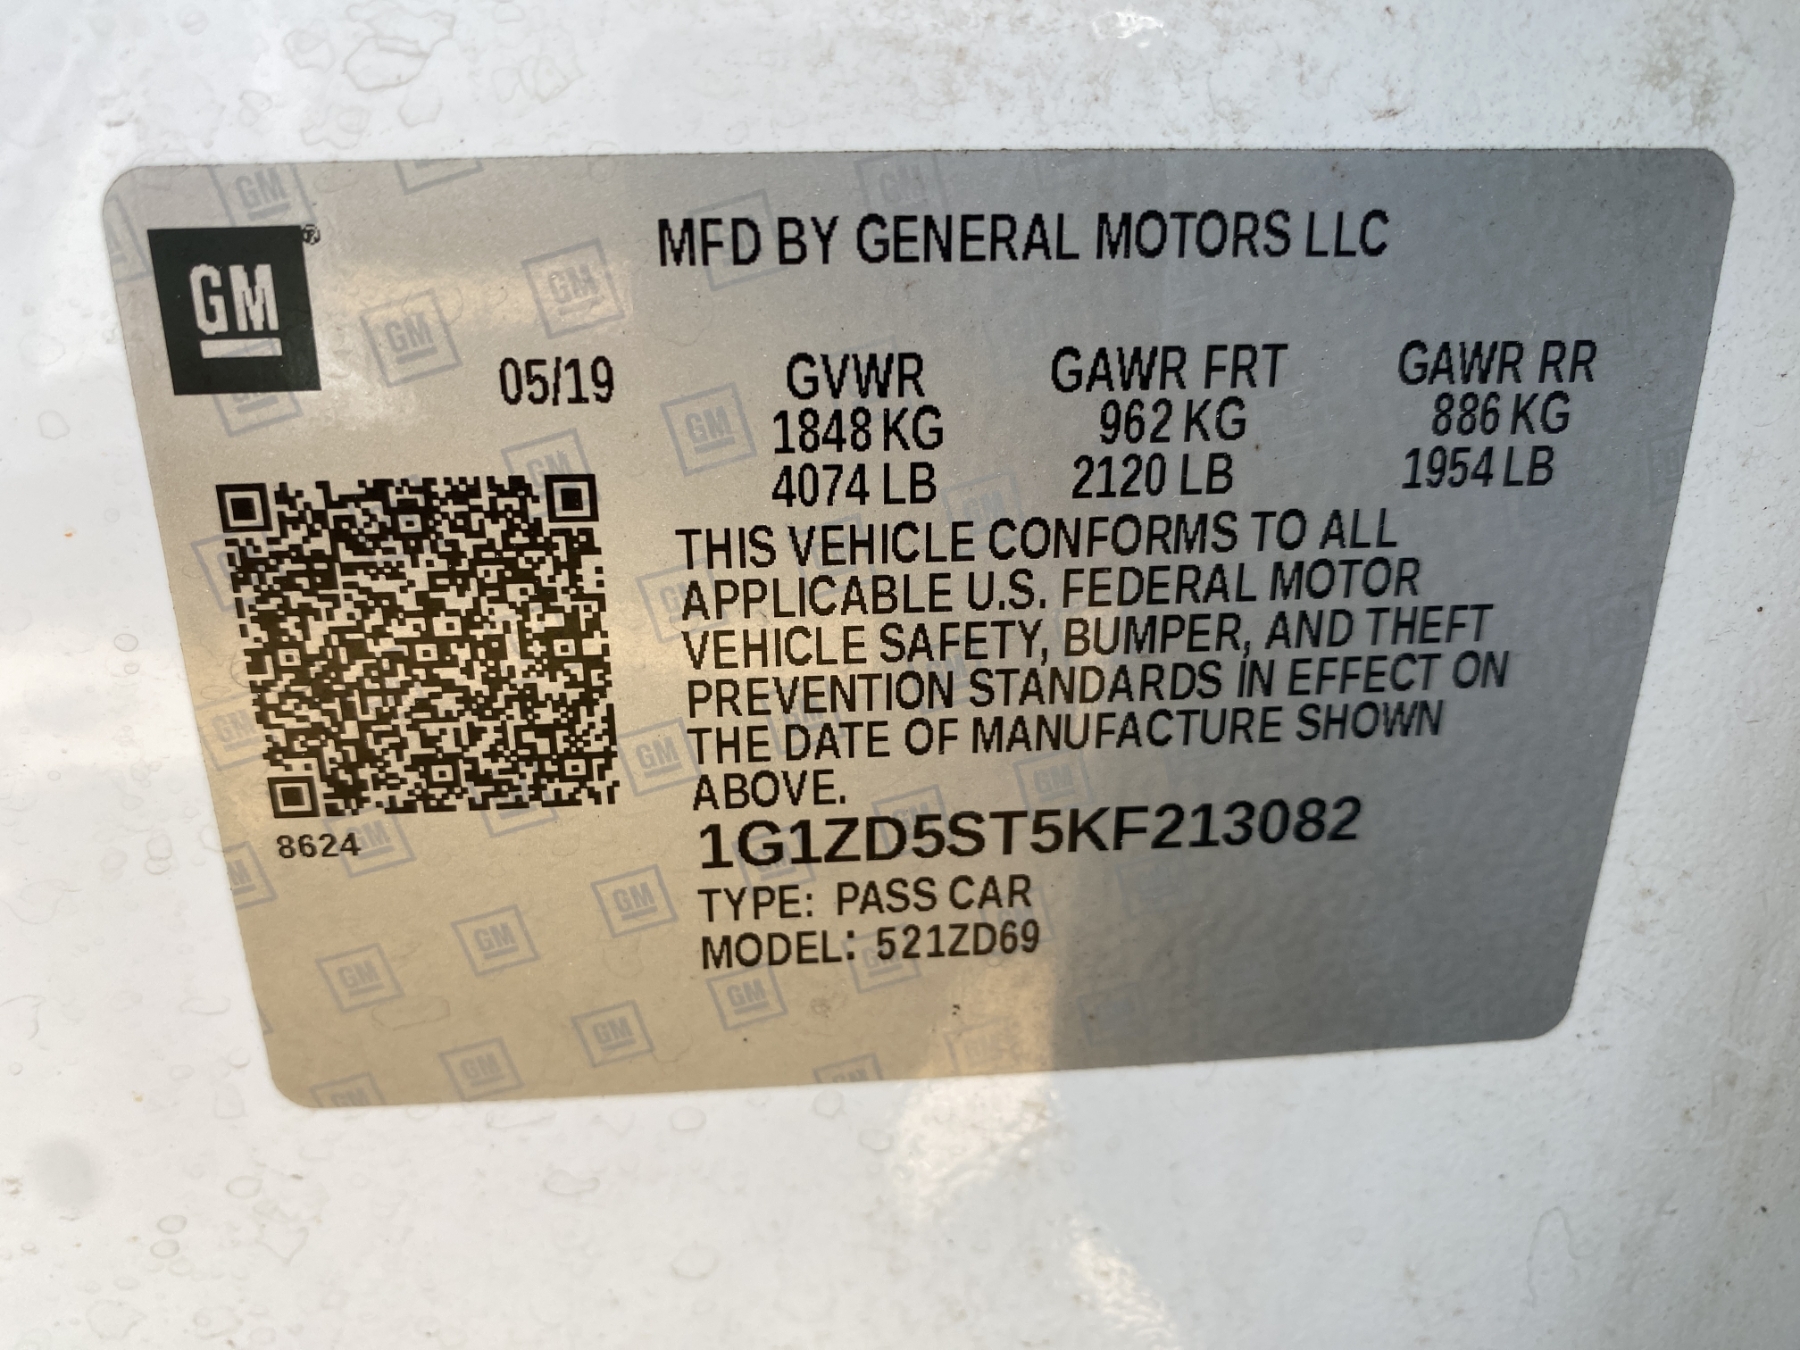 GM®
MFD BY GENERAL MOTORS LLC
05/19
GVWR GAWR FRT GAWR RR
1848 KG 962 KG 886 KG
4074 LB 2120 LB 1954 LB
THIS VEHICLE CONFORMS TO ALL
APPLICABLE U.S. FEDERAL MOTOR
VEHICLE SAFETY, BUMPER, AND THEFT
PREVENTION STANDARDS IN EFFECT ON
THE DATE OF MANUFACTURE SHOWN
ABOVE.
8624
1G1ZD5ST5KF213082
TYPE: PASS CAR
MODEL: 521ZD69